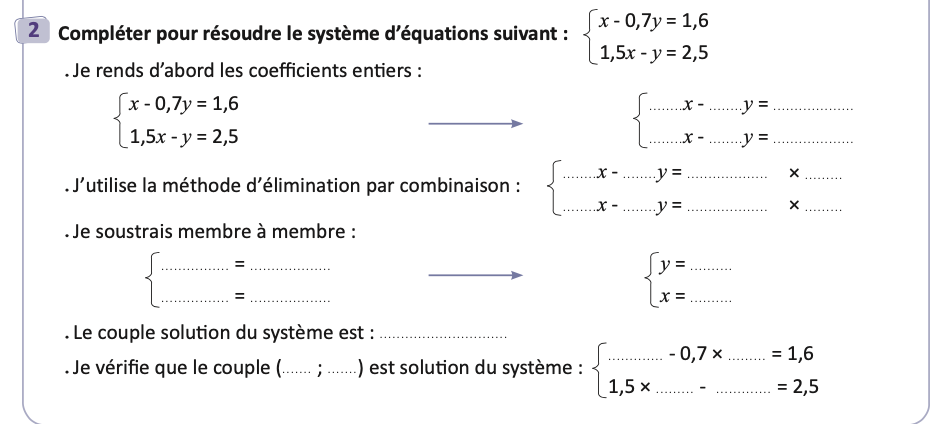 2 Compléter pour résoudre le système d'équations suivant : { x - 0,7y = 1,6
1,5x - y = 2,5
. Je rends d'abord les coefficients entiers :
x - 0,7y = 1,6 ........x - ........y = ...................
1,5x - y = 2,5 ........x - ........y = ...................
. J'utilise la méthode d'élimination par combinaison : { ........x - ........y = ................... × .........
........x - ........y = ................... × .........
. Je soustrais membre à membre :
................ = ................... y = ..........
................ = ................... x = ..........
. Le couple solution du système est : ..............................
. Je vérifie que le couple (....... ; .......) est solution du système : { ............. - 0,7 × ......... = 1,6
1,5 × ......... - ............. = 2,5